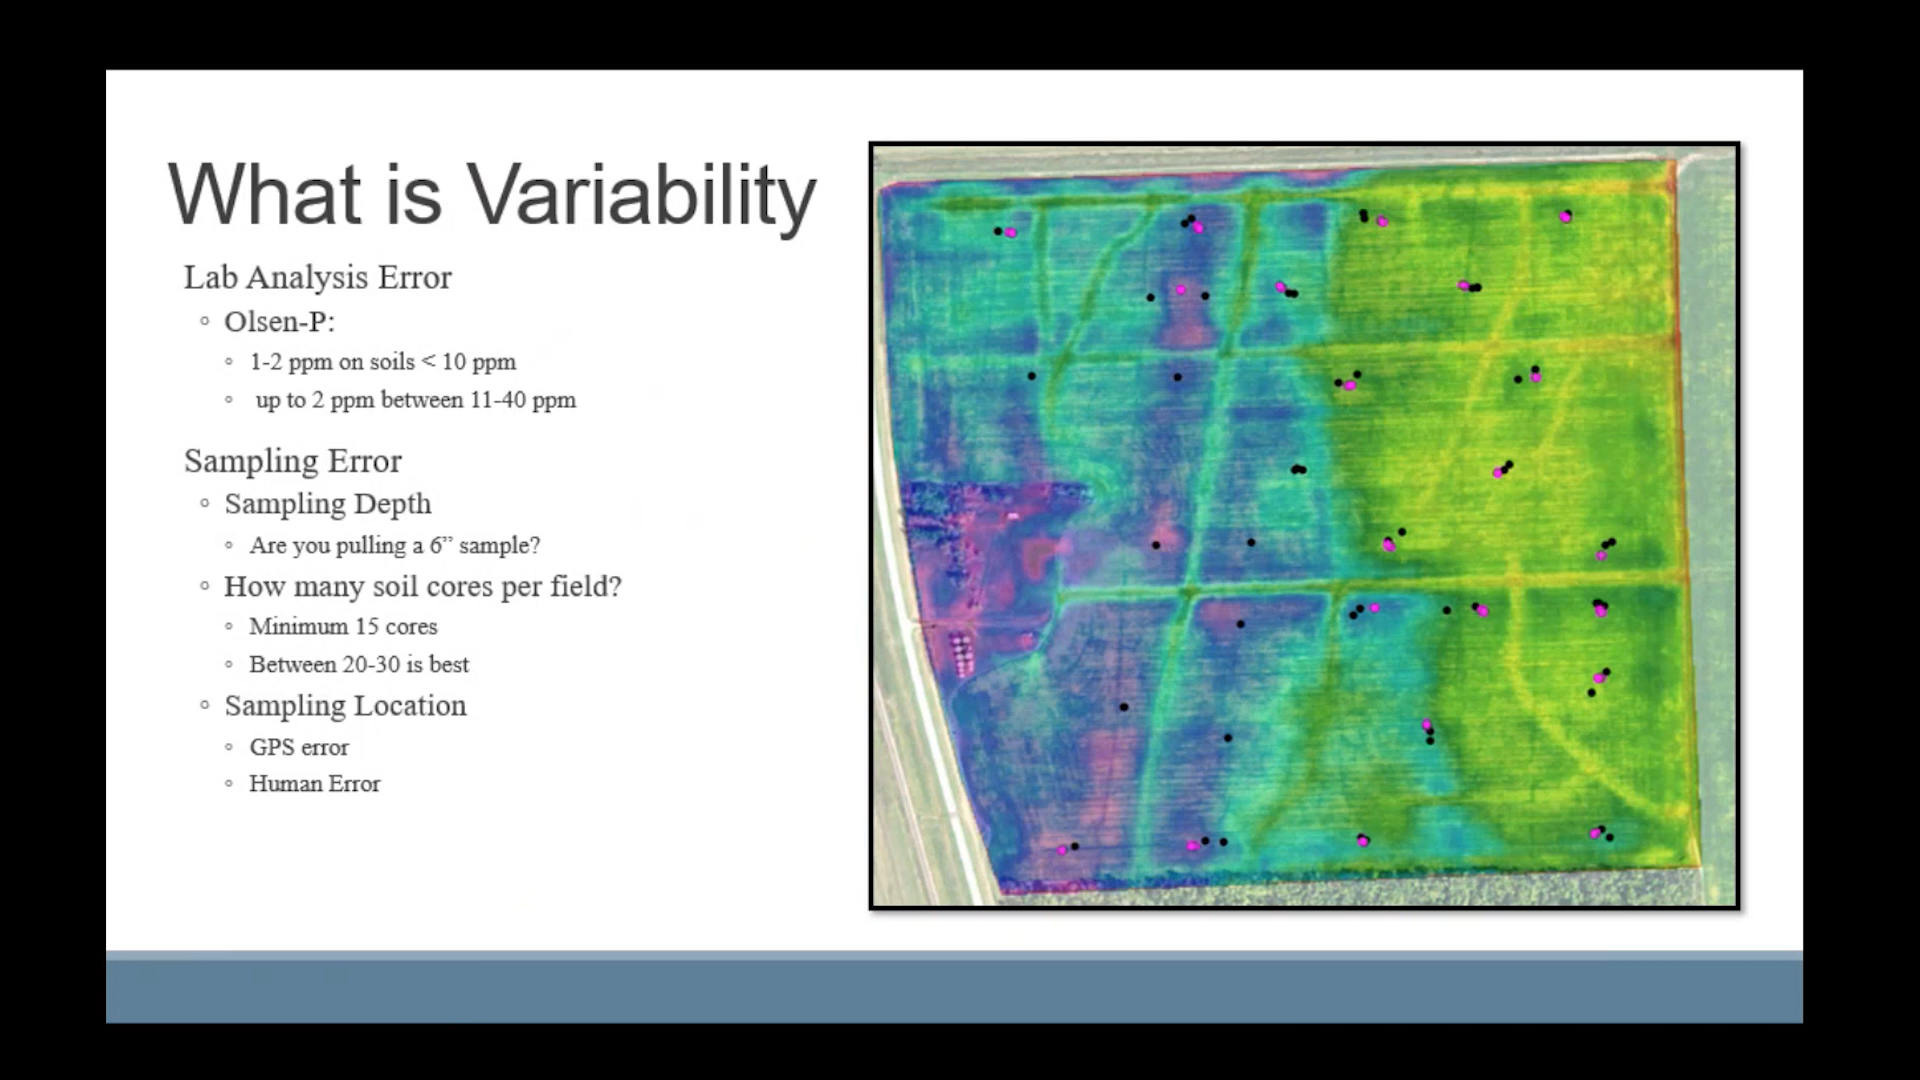 What is Variability
Lab Analysis Error
Olsen-P:
1-2 ppm on soils < 10 ppm
up to 2 ppm between 11-40 ppm
Sampling Error
Sampling Depth
Are you pulling a 6” sample?
How many soil cores per field?
Minimum 15 cores
Between 20-30 is best
Sampling Location
GPS error
Human Error